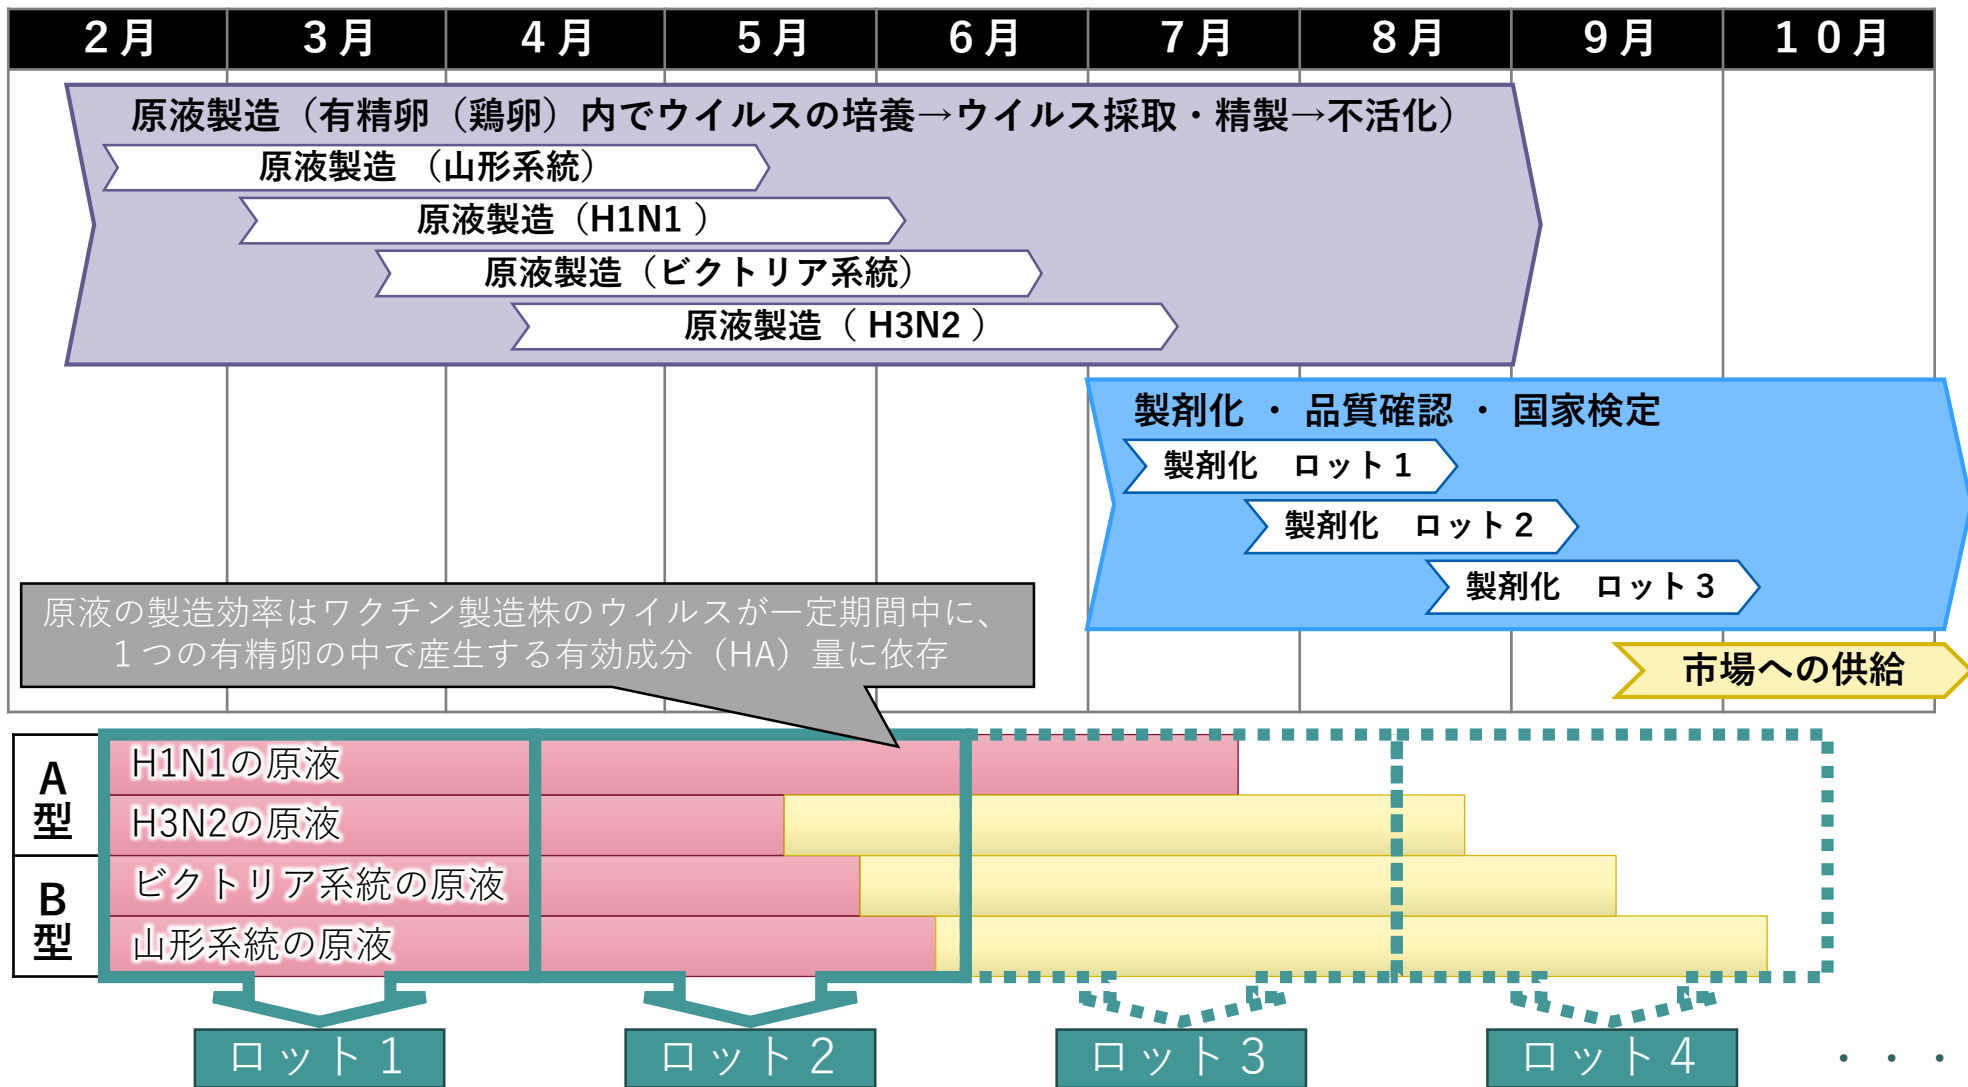 2月 3月 4月 5月 6月 7月 8月 9月 10月
原液製造（有精卵（鶏卵）内でウイルスの培養→ウイルス採取・精製→不活化）
原液製造 （山形系統）
原液製造（H1N1 ）
原液製造（ビクトリア系統）
原液製造（ H3N2 ）
製剤化 ・ 品質確認 ・ 国家検定
製剤化　ロット1
製剤化　ロット2
製剤化　ロット3
市場への供給
原液の製造効率はワクチン製造株のウイルスが一定期間中に、
1つの有精卵の中で産生する有効成分（HA）量に依存
A型
H1N1の原液
H3N2の原液
B型
ビクトリア系統の原液
山形系統の原液
ロット1 ロット2 ロット3 ロット4 ・・・